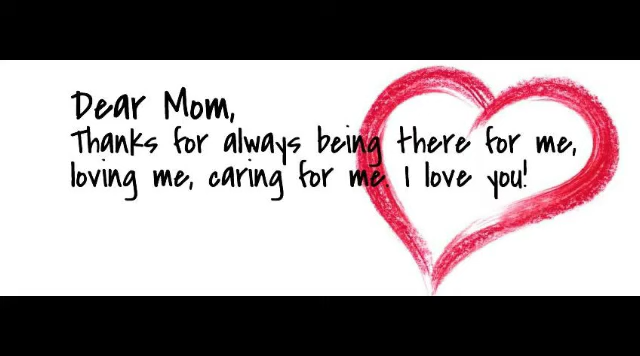 Dear Mom,
Thanks for always being there for me,
loving me, caring for me. I love you!